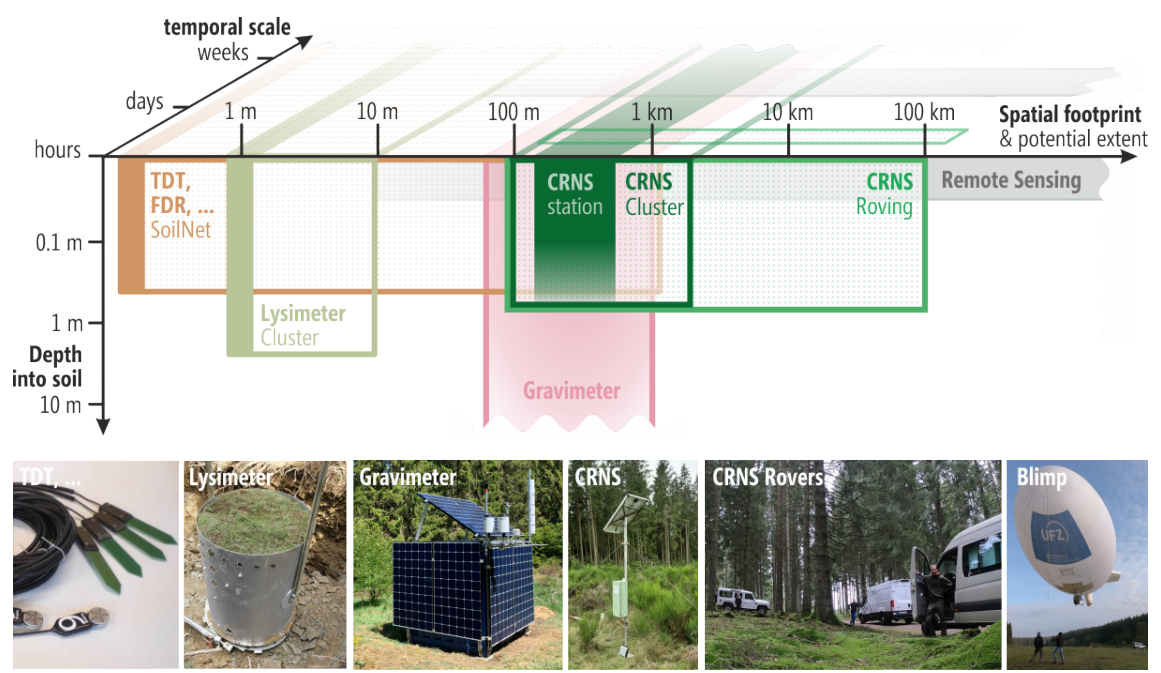 temporal scale
weeks
days
hours
1 m
10 m
100 m
1 km
10 km
100 km
Spatial footprint
& potential extent
TDT,
FDR, ...
SoilNet
CRNS
station
CRNS
Cluster
CRNS
Roving
Remote Sensing
0.1 m
1 m
Depth
into soil
10 m
Lysimeter
Cluster
Gravimeter
TDT, ...
Lysimeter
Gravimeter
CRNS
CRNS Rovers
Blimp
UFZ